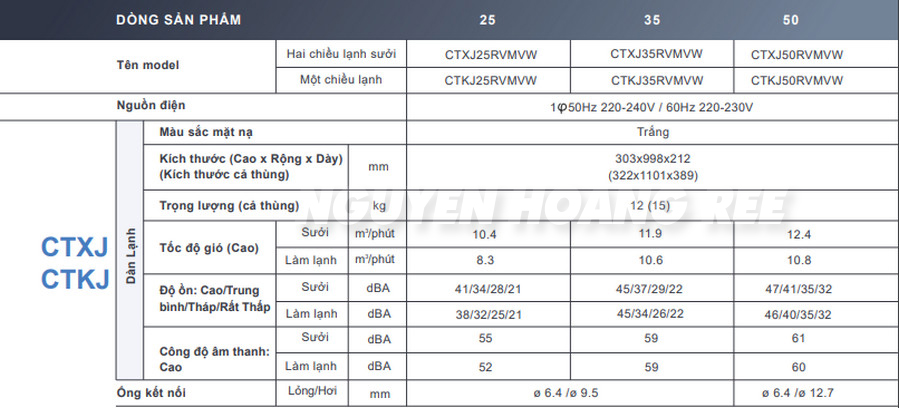 DÒNG SẢN PHẨM 25 35 50
Tên model Hai chiều lạnh sưởi CTXJ25RVMVW CTXJ35RVMVW CTXJ50RVMVW
Một chiều lạnh CTKJ25RVMVW CTKJ35RVMVW CTKJ50RVMVW
Nguồn điện 1φ50Hz 220-240V / 60Hz 220-230V
CTXJ
CTKJ
Dàn Lạnh
Màu sắc mặt nạ Trắng
Kích thước (Cao x Rộng x Dày) mm 303x998x212
(Kích thước cả thùng) (322x1101x389)
Trọng lượng (cả thùng) kg 12 (15)
NGUYEN HOANG REE
Tốc độ gió (Cao) Sưởi m³/phút 10.4 11.9 12.4
Làm lạnh m³/phút 8.3 10.6 10.8
Độ ồn: Cao/Trung Sưởi dBA 41/34/28/21 45/37/29/22 47/41/35/32
bình/Tháp/Rất Thấp Làm lạnh dBA 38/32/25/21 45/34/26/22 46/40/35/32
Công độ âm thanh: Sưởi dBA 55 59 61
Cao Làm lạnh dBA 52 59 60
Ống kết nối Lỏng/Hơi mm ø 6.4 /ø 9.5 ø 6.4 /ø 12.7